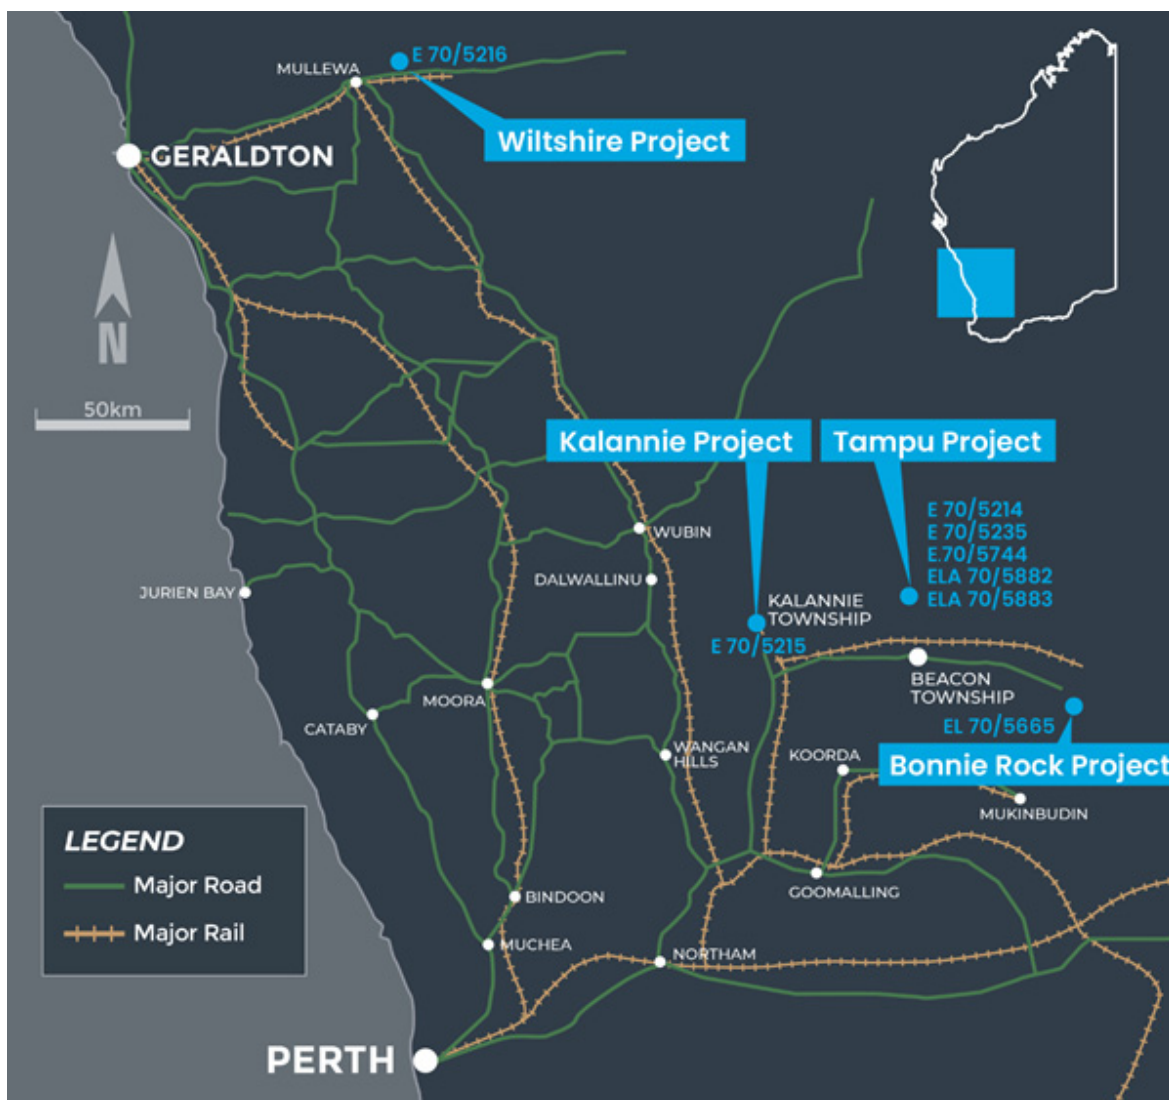 E 70/5216
MULLEWA
Wiltshire Project
GERALDTON
N
50km
Kalannie Project
Tampu Project
E 70/5214
E 70/5235
E.70/5744
ELA 70/5882
ELA 70/5883
WUBIN
DALWALLINU
JURIEN BAY
KALANNIE
TOWNSHIP
E 70/5215
BEACON
TOWNSHIP
MOORA
CATABY
EL 70/5665
WANGAN
HILLS
KOORDA
Bonnie Rock Project
MUKINBUDIN
LEGEND
Major Road
Major Rail
GOOMALLING
BINDOON
MUCHEA
NORTHAM
PERTH